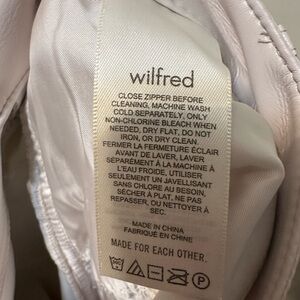 wilfred
CLOSE ZIPPER BEFORE
CLEANING, MACHINE WASH
COLD SEPARATELY, ONLY
NON-CHLORINE BLEACH WHEN
NEEDED, DRY FLAT, DO NOT
IRON, OR DRY CLEAN.
FERMER LA FERMETURE ÉCLAIR
AVANT DE LAVER, LAVER
SÉPARÉMENT À LA MACHINE À
L'EAU FROIDE, UTILISER
SEULEMENT UN JAVELLISANT
SANS CHLORE AU BESOIN,
SÉCHER À PLAT, NE PAS
REPASSER, OU NETTOYER À
SEC.
MADE IN CHINA
FABRIQUÉ EN CHINE
MADE FOR EACH OTHER.
P